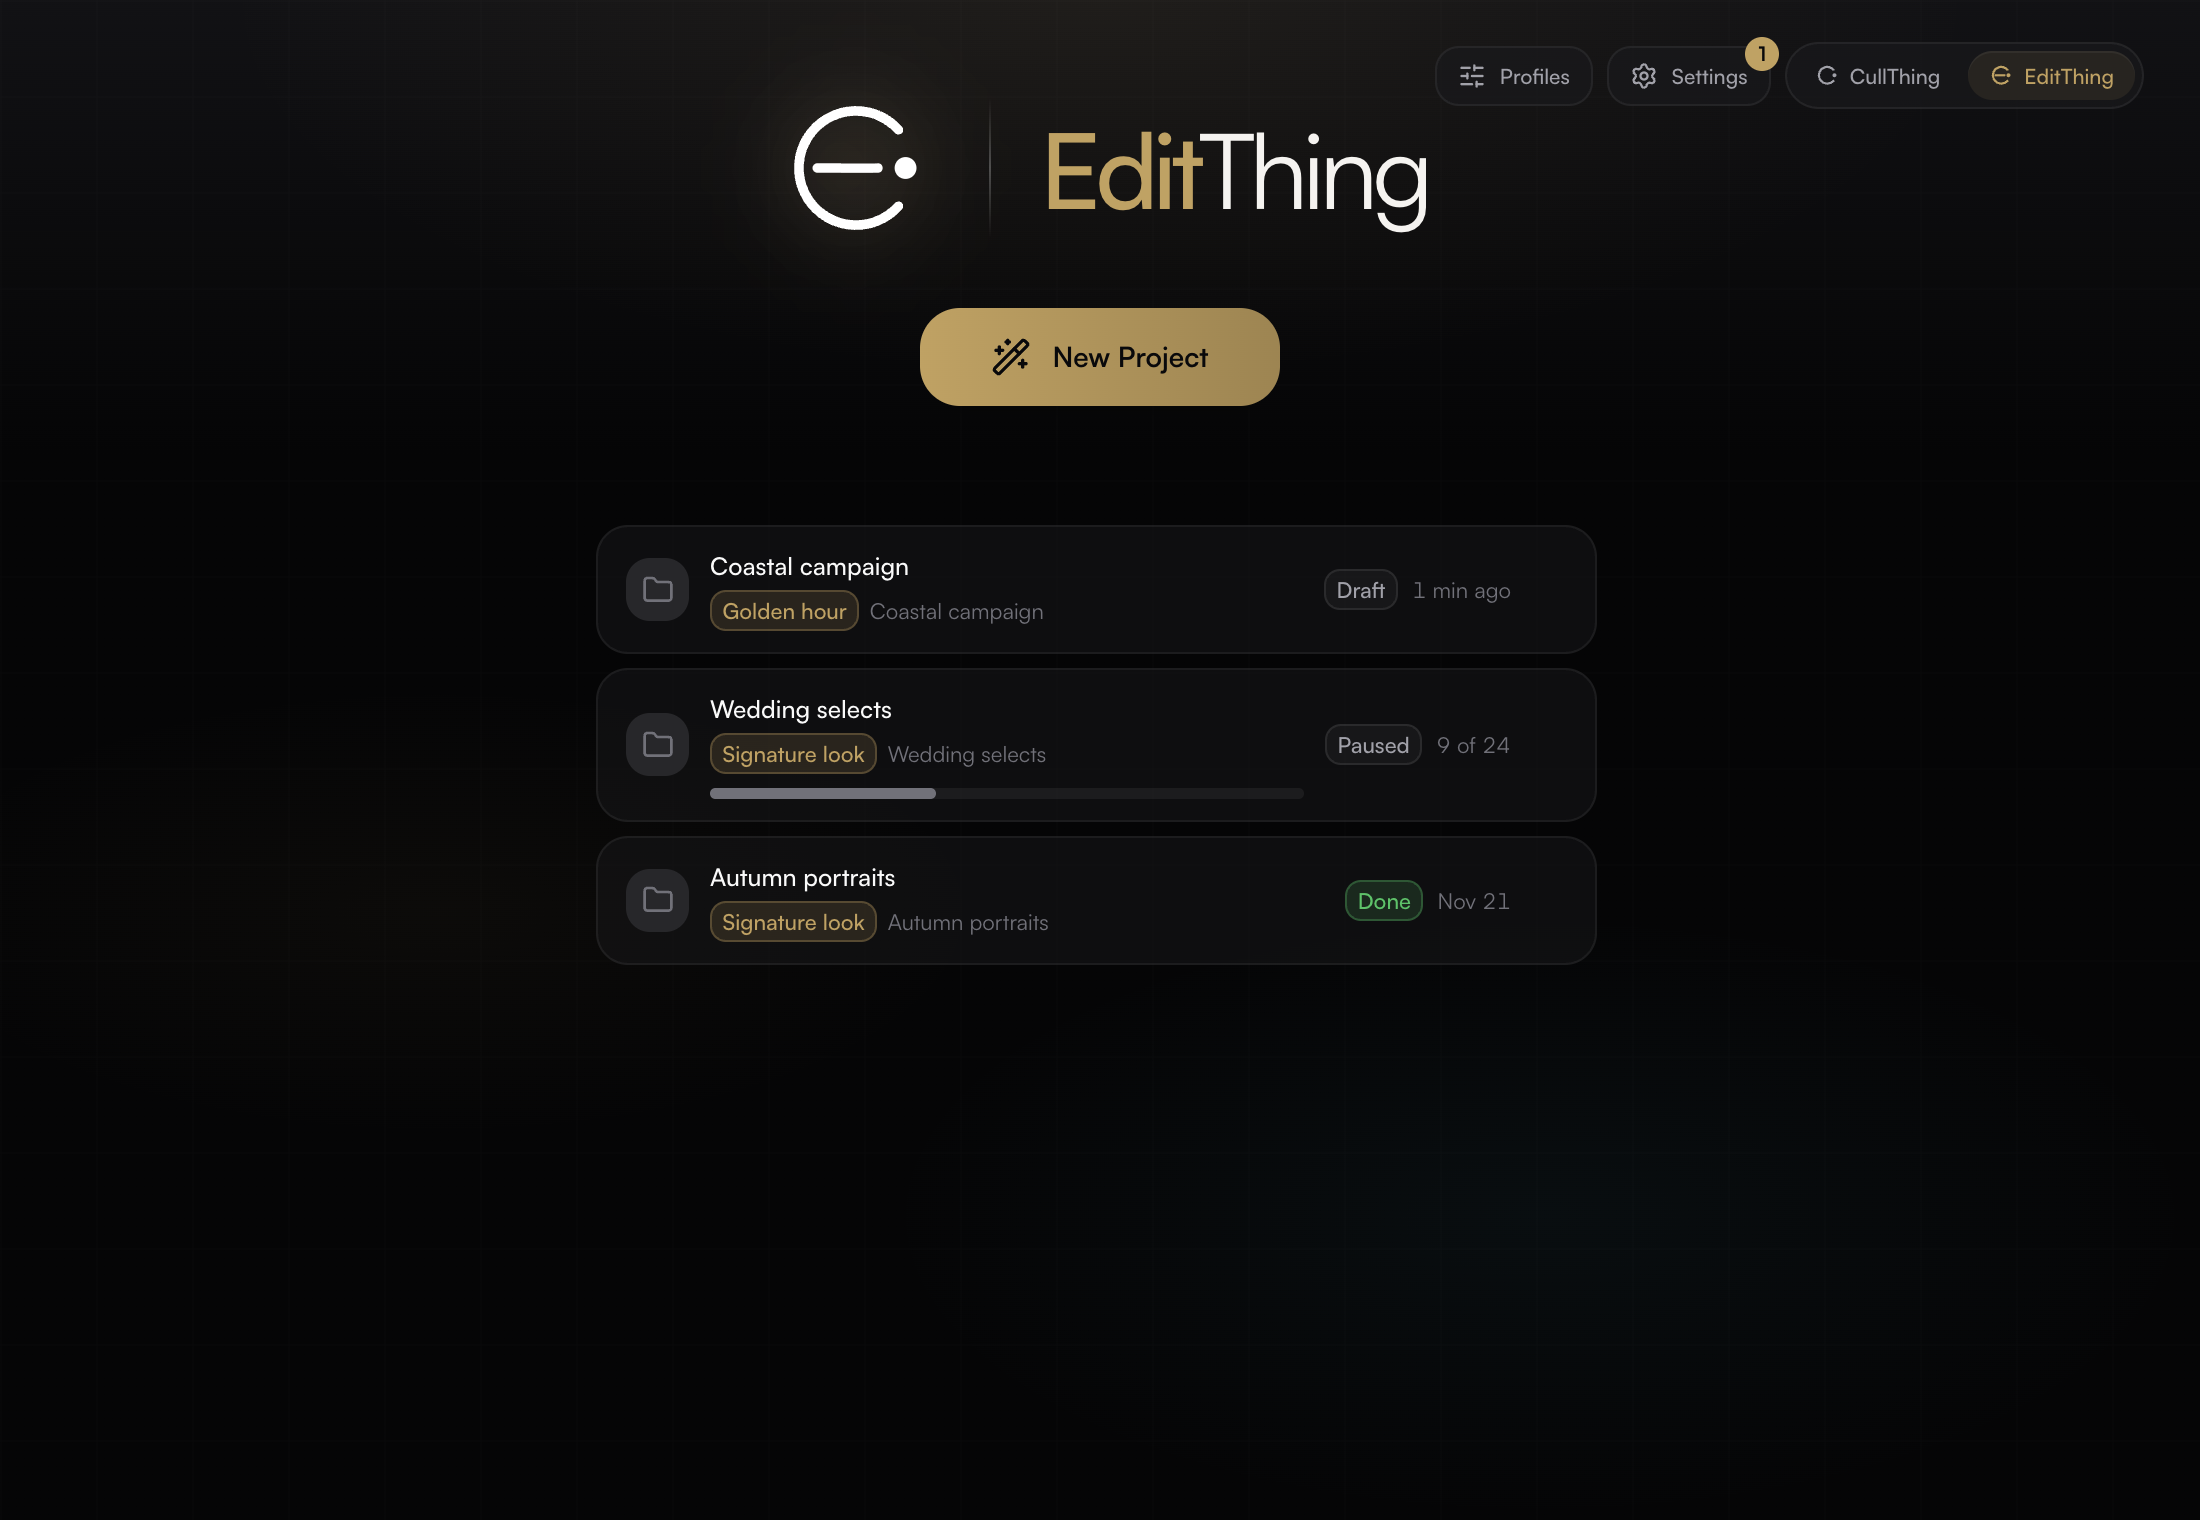 Profiles
Settings
1
CullThing
EditThing
EditThing
New Project
Coastal campaign
Golden hour Coastal campaign
Draft 1 min ago
Wedding selects
Signature look Wedding selects
Paused 9 of 24
Autumn portraits
Signature look Autumn portraits
Done Nov 21